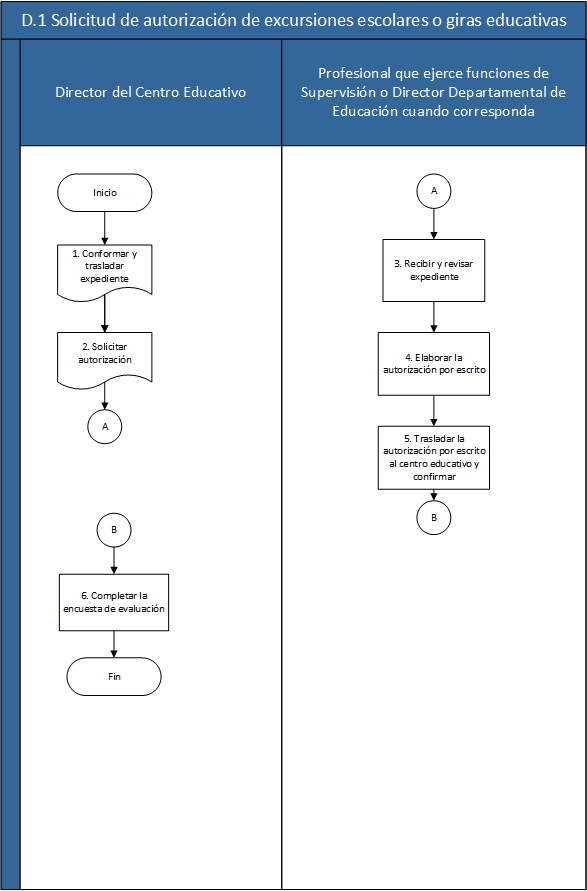 D.1 Solicitud de autorización de excursiones escolares o giras educativas
Director del Centro Educativo
Profesional que ejerce funciones de
Supervisión o Director Departamental de
Educación cuando corresponda
Inicio
1. Conformar y
trasladar
expediente
2. Solicitar
autorización
A
B
6. Completar la
encuesta de evaluación
Fin
A
3. Recibir y revisar
expediente
4. Elaborar la
autorización por escrito
5. Trasladar la
autorización por escrito
al centro educativo y
confirmar
B